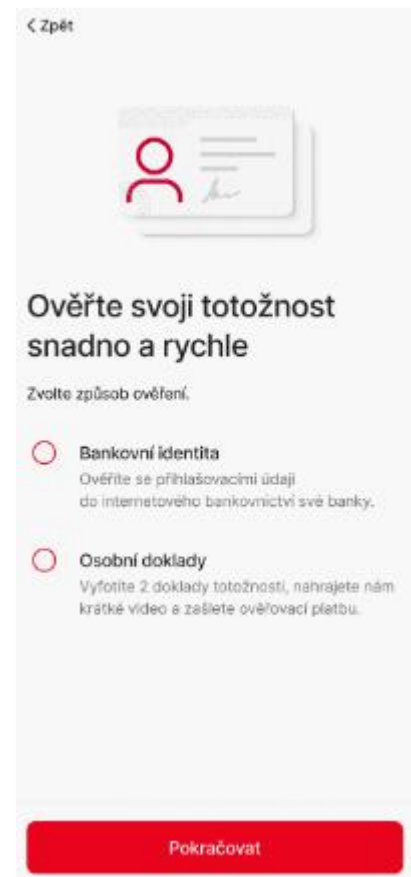 Zpět
Ověřte svoji totožnost
snadno a rychle
Zvolte způsob ověření.
Bankovní identita
Ověříte se přihlašovacími údaji
do internetového bankovnictví své banky.
Osobní doklady
Vyfotíte 2 doklady totožnosti, nahrajete nám
krátké video a zašlete ověřovací platbu.
Pokračovat